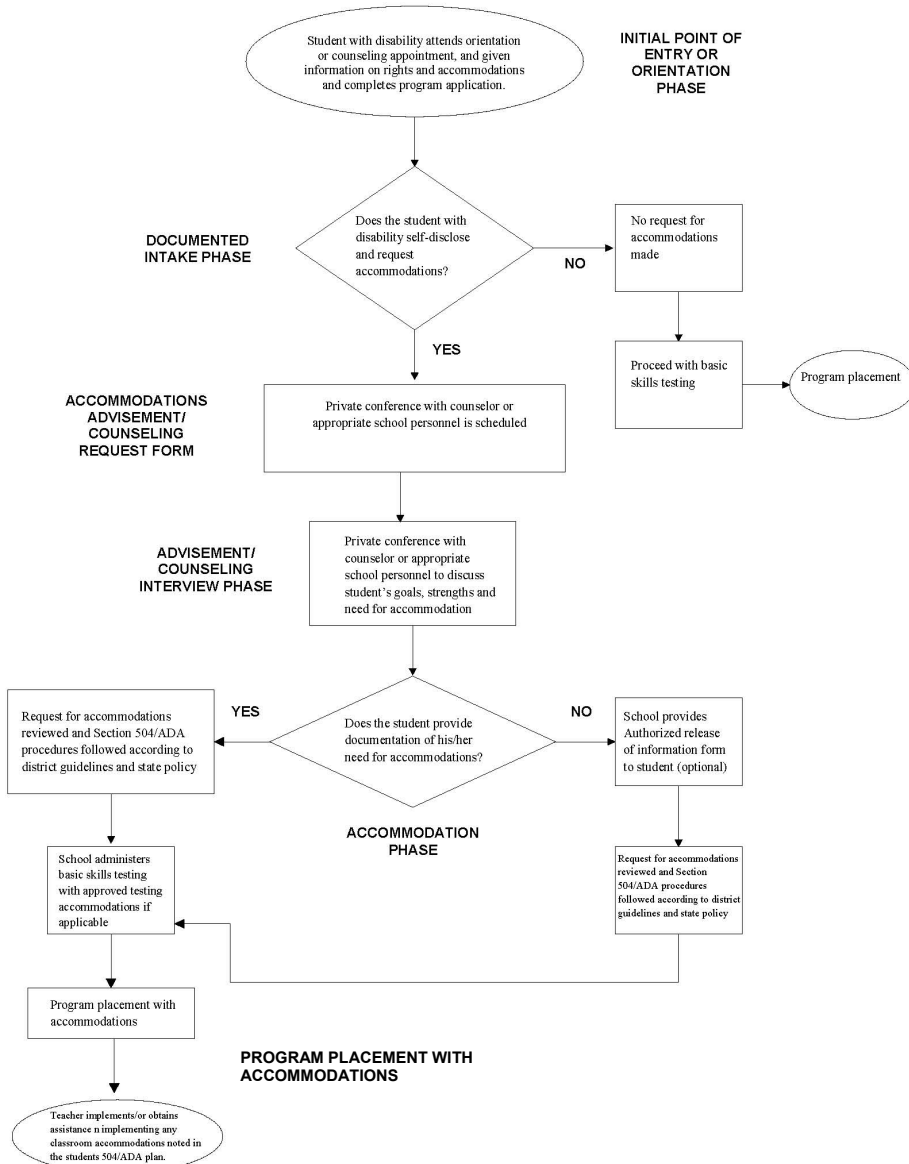 Student with disability attends orientation
or counseling appointment, and given
information on rights and accommodations
and completes program application.
INITIAL POINT OF
ENTRY OR
ORIENTATION
PHASE
DOCUMENTED
INTAKE PHASE
Does the student with
disability self-disclose
and request
accommodations?
NO
No request for
accommodations
made
YES
Proceed with basic
skills testing
Program placement
ACCOMMODATIONS
ADVISEMENT/
COUNSELING
REQUEST FORM
Private conference with counselor or
appropriate school personnel is scheduled
ADVISEMENT/
COUNSELING
INTERVIEW PHASE
Private conference with
counselor or appropriate
school personnel to discuss
student's goals, strengths and
need for accommodation
Request for accommodations
reviewed and Section 504/ADA
procedures followed according to
district guidelines and state policy
YES
Does the student provide
documentation of his/her
need for accommodations?
NO
School provides
Authorized release
of information form
to student (optional)
ACCOMMODATION
PHASE
School administers
basic skills testing
with approved testing
accommodations if
applicable
Request for accommodations
reviewed and Section
504/ADA procedures
followed according to district
guidelines and state policy
Program placement with
accommodations
PROGRAM PLACEMENT WITH
ACCOMMODATIONS
Teacher implements/or obtains
assistance n implementing any
classroom accommodations noted in
the students 504/ADA plan.